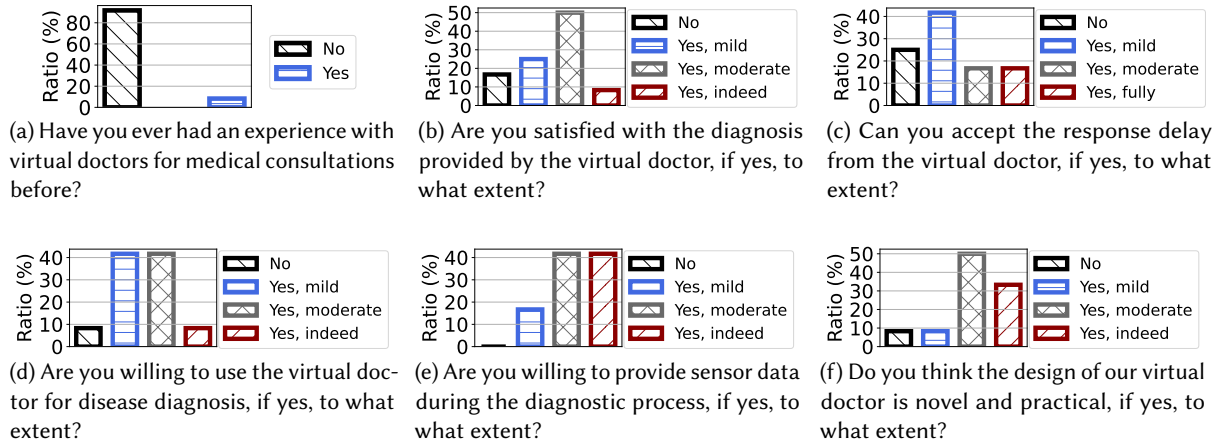 Ratio (%)
80
60
40
20
0
No
Yes
(a) Have you ever had an experience with
virtual doctors for medical consultations
before?
Ratio (%)
50
40
30
20
10
0
No
Yes, mild
Yes, moderate
Yes, indeed
(b) Are you satisfied with the diagnosis
provided by the virtual doctor, if yes, to
what extent?
Ratio (%)
40
30
20
10
0
No
Yes, mild
Yes, moderate
Yes, fully
(c) Can you accept the response delay
from the virtual doctor, if yes, to what
extent?
Ratio (%)
40
30
20
10
0
No
Yes, mild
Yes, moderate
Yes, indeed
(d) Are you willing to use the virtual doc-
tor for disease diagnosis, if yes, to what
extent?
Ratio (%)
40
30
20
10
0
No
Yes, mild
Yes, moderate
Yes, indeed
(e) Are you willing to provide sensor data
during the diagnostic process, if yes, to
what extent?
Ratio (%)
50
40
30
20
10
0
No
Yes, mild
Yes, moderate
Yes, indeed
(f) Do you think the design of our virtual
doctor is novel and practical, if yes, to
what extent?